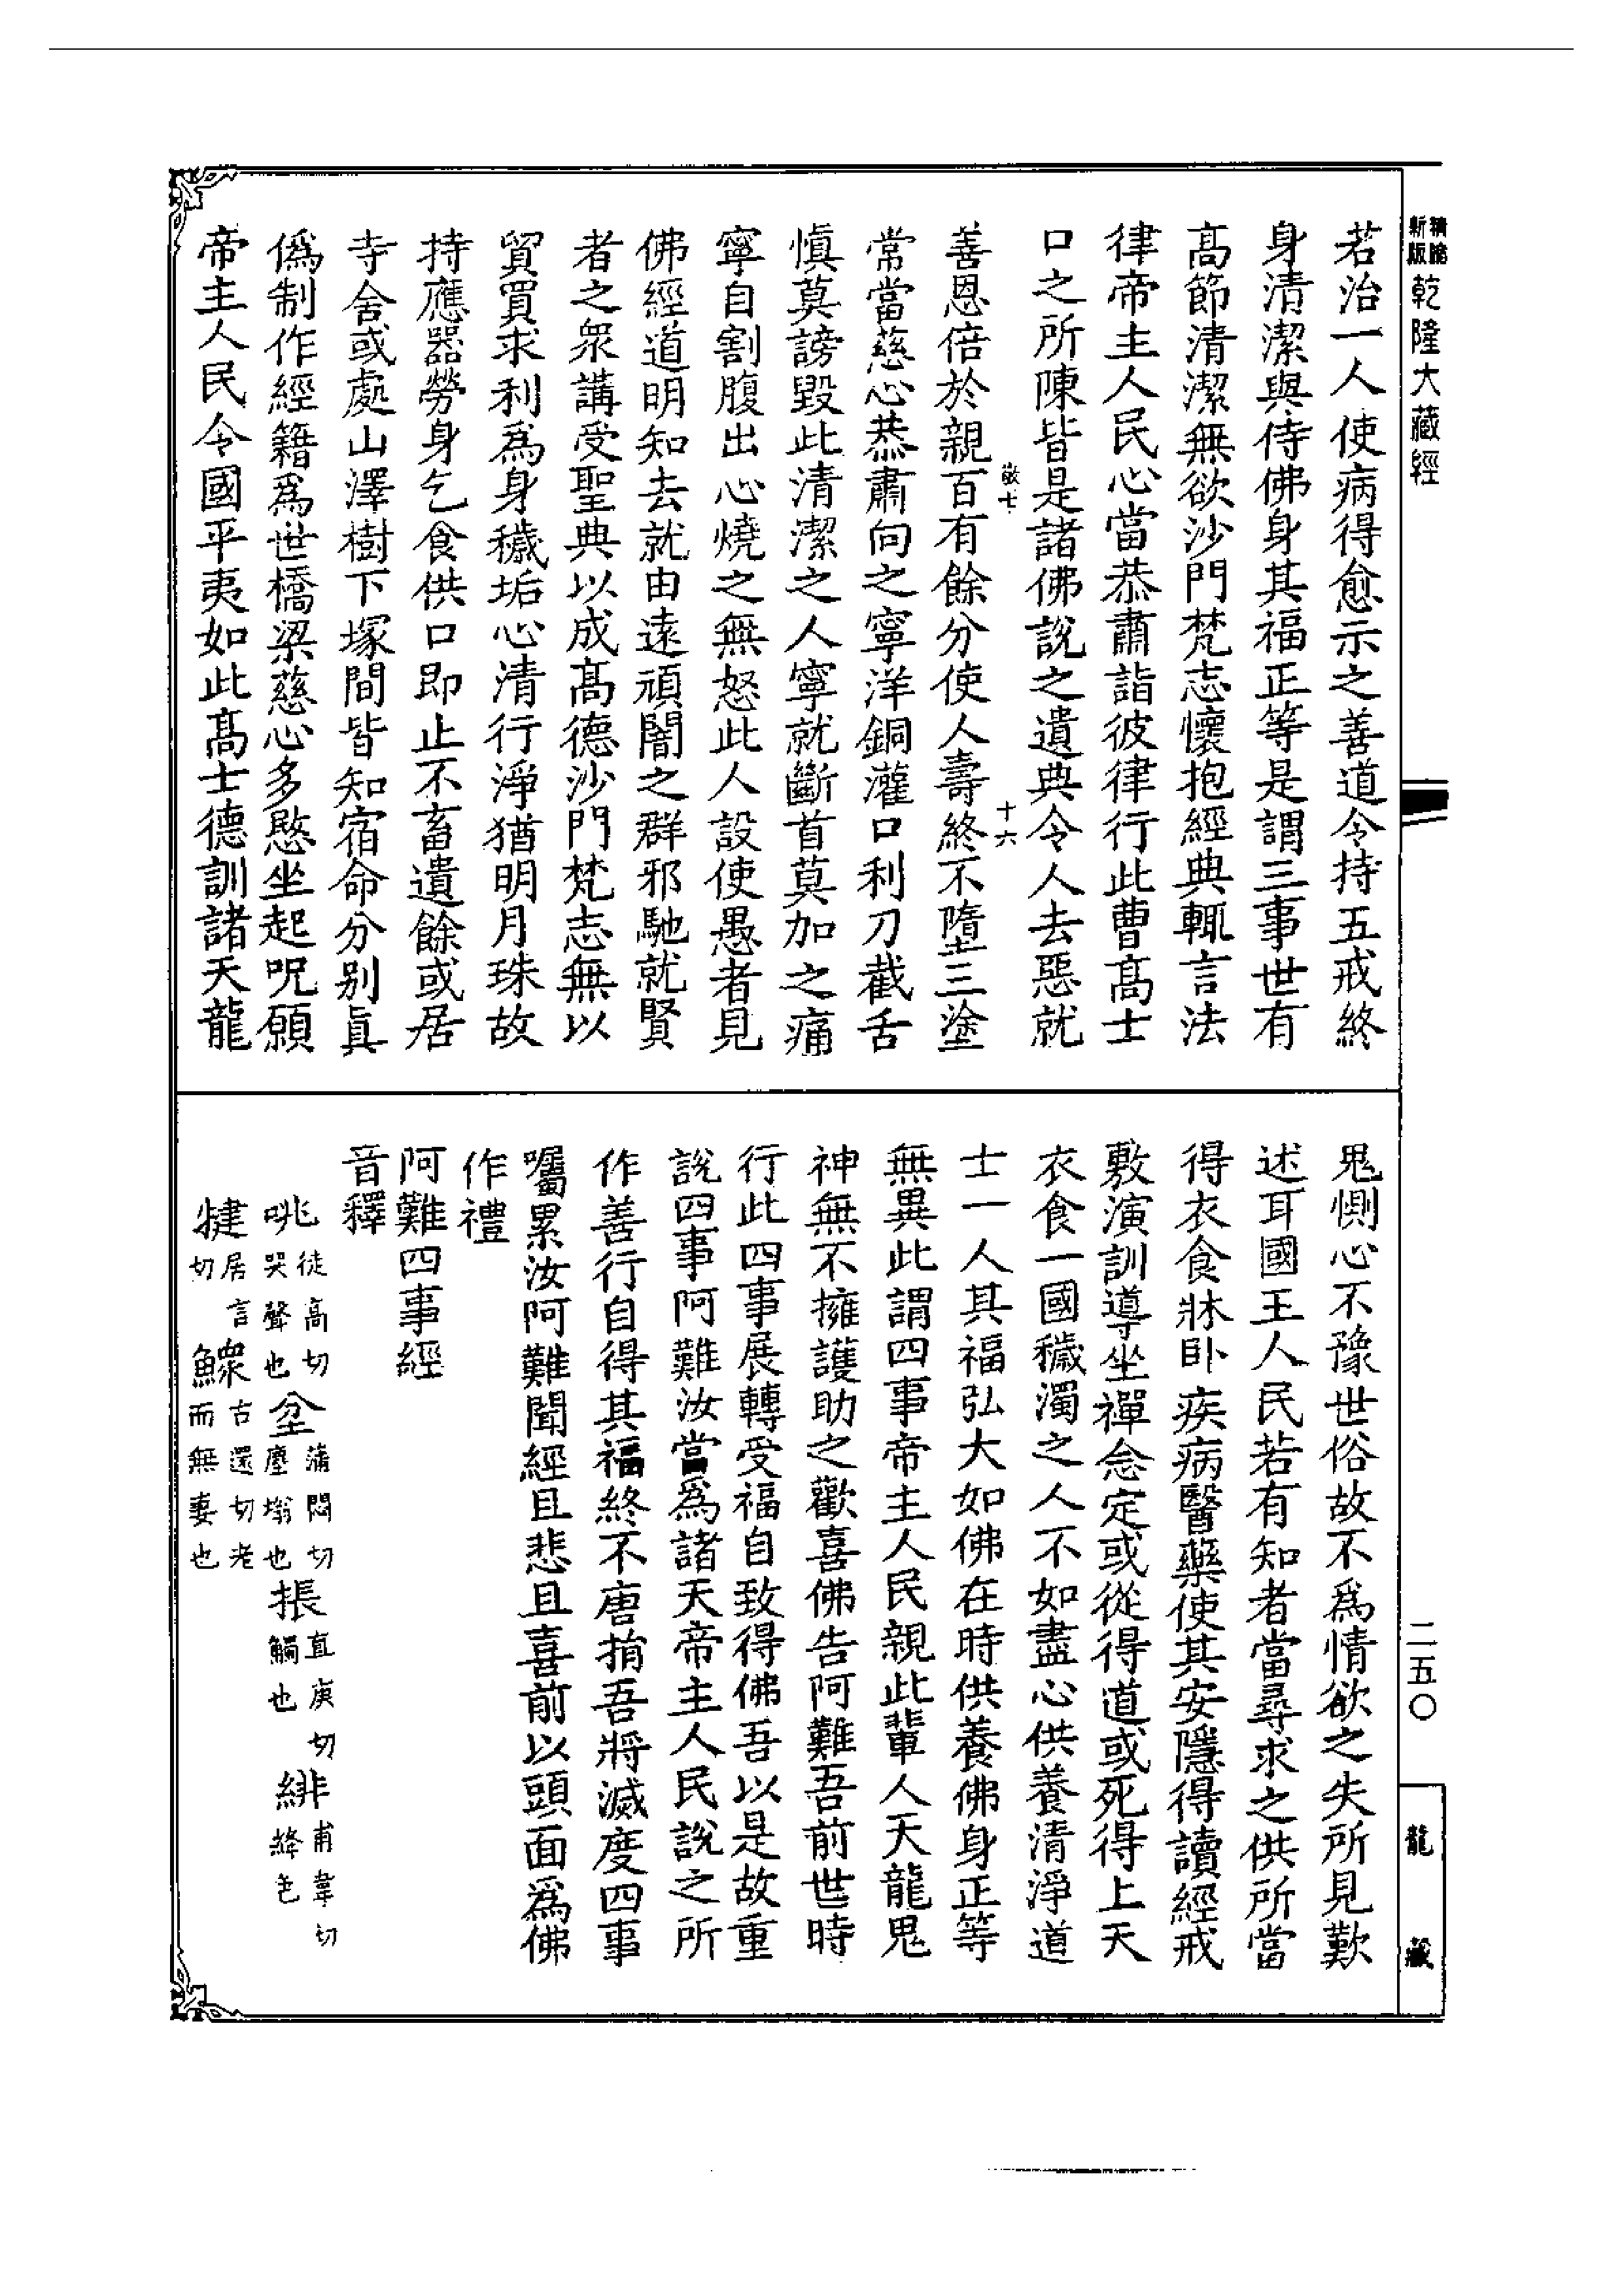 新版
精縮
乾隆大藏經
若治一人使病得愈示之善道令持五戒終
身清潔與侍佛身其福正等是謂三事世有
高節清潔無欲沙門梵志懷抱經典輒言法
律帝主人民心當恭肅詣彼律行此曹高士
口之所陳皆是諸佛說之遺典令人去惡就
敬七
十六
善恩倍於親百有餘分使人壽終不墮三塗
常當慈心恭肅向之寧洋銅灌口利刀截舌
慎莫謗毀此清潔之人寧就斷首莫加之痛
寧自割腹出心燒之無怒此人設使愚者見
佛經道明知去就由遠頑闇之群邪馳就賢
者之衆講受聖典以成高德沙門梵志無以
貿買求利為身穢垢心清行淨猶明月珠故
持應器勞身乞食供口即止不畜遺餘或居
寺舍或處山澤樹下塚間皆知宿命分别真
偽制作經籍為世橋梁慈心多愍坐起呪願
帝主人民令國平夷如此高士德訓諸天龍
鬼惻心不豫世俗故不為情欲之失所見歎
述耳國王人民若有知者當尋求之供所當
得衣食牀卧疾病醫藥使其安隱得讀經戒
敷演訓導坐禪念定或從得道或死得上天
衣食一國穢濁之人不如盡心供養清淨道
士一人其福弘大如佛在時供養佛身正等
無異此謂四事帝主人民親此輩人天龍鬼
神無不擁護助之歡喜佛告阿難吾前世時
行此四事展轉受福自致得佛吾以是故重
說四事阿難汝當為諸天帝主人民說之所
作善行自得其福終不唐捐吾將滅度四事
囑累汝阿難聞經且悲且喜前以頭面為佛
作禮
阿難四事經
音釋
咷徒高切哭聲也坌蒲悶切塵塕也掁直庚切觸也緋甫韋切絳色
犍居言切鰥古還切老而無妻也
二五〇
龍藏